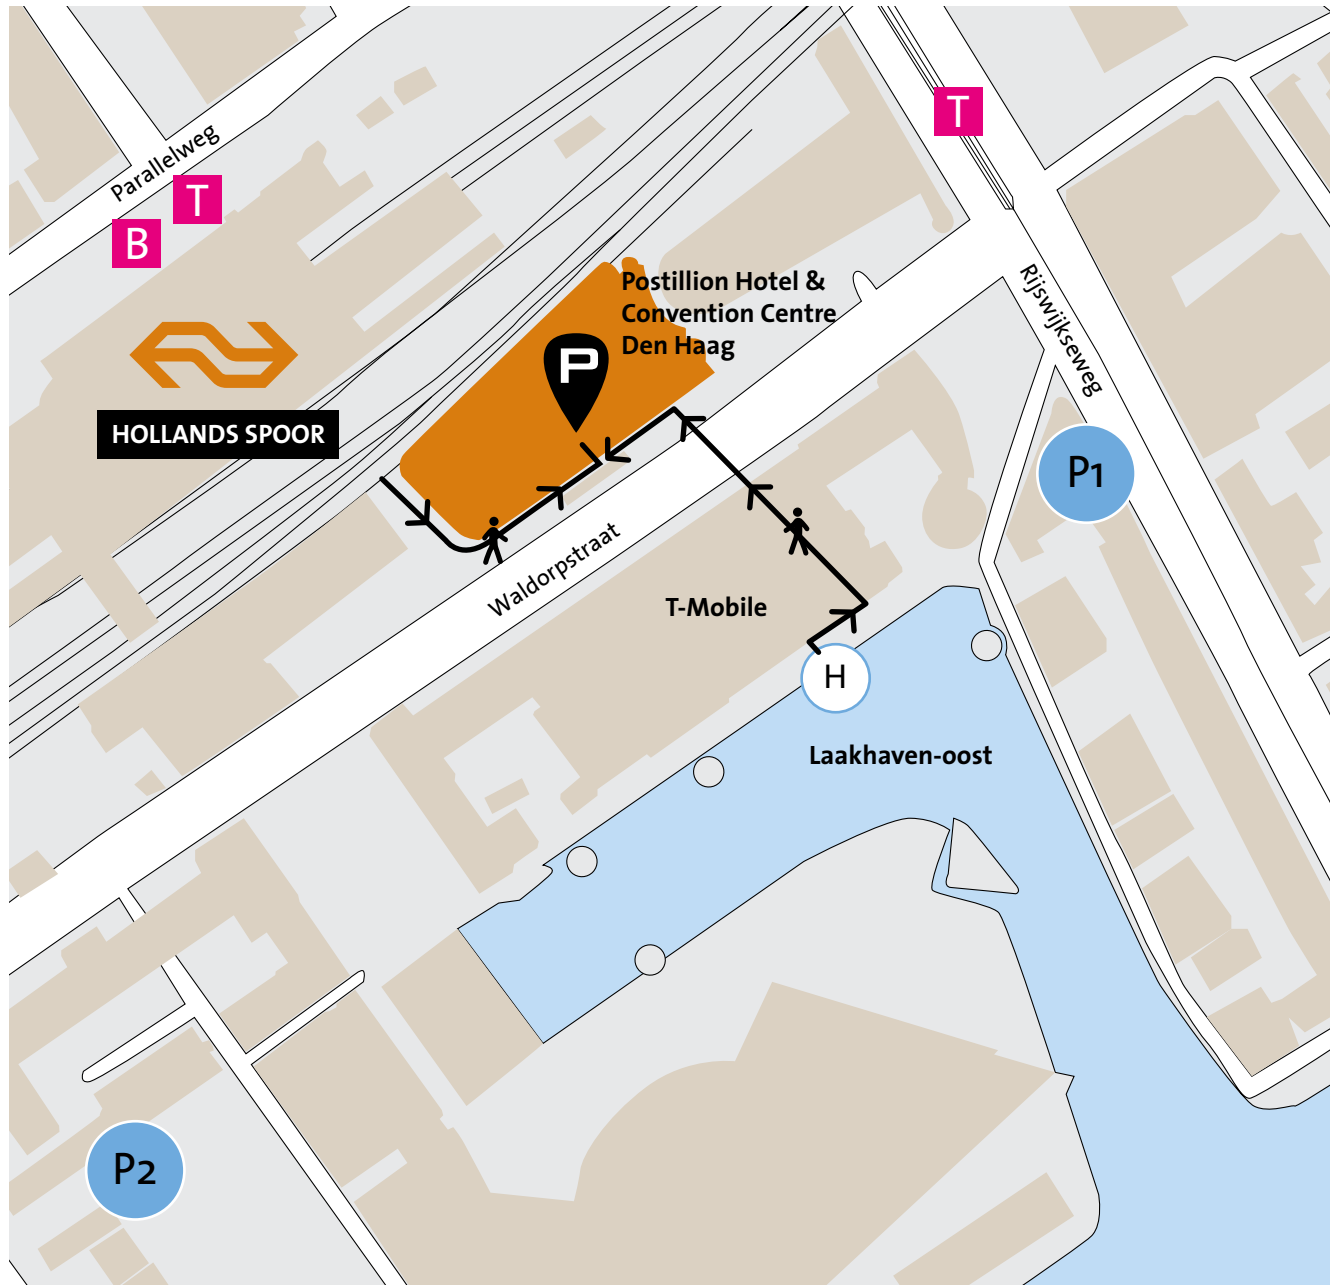 T
Parallelweg
T
B
Postillion Hotel &
Convention Centre
Den Haag
P
Rijswijkseweg
HOLLANDS SPOOR
P1
Waldorpstraat
T-Mobile
H
Laakhaven-oost
P2